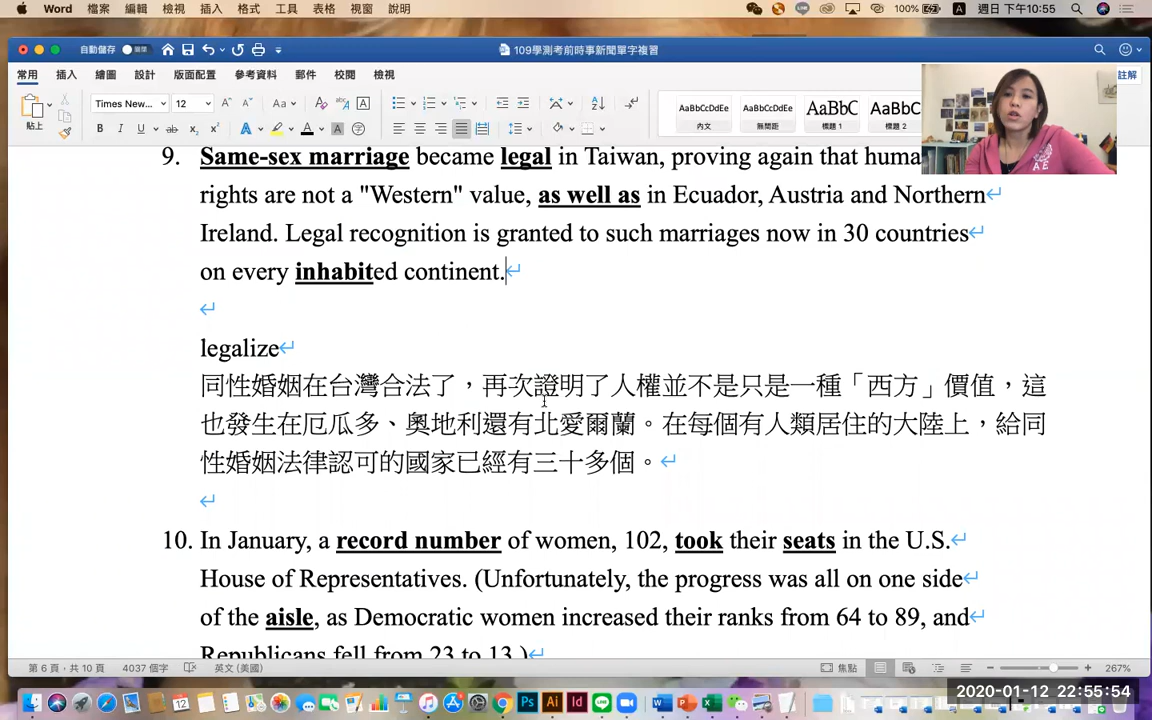 Word 檔案 編輯 檢視 插入 格式 工具 表格 視窗 說明 100% 週日 下午10:55
自動儲存 109學測考前時事新聞單字複習
常用 插入 繪圖 設計 版面配置 參考資料 郵件 校閱 檢視 註解
貼上 Times New... 12 Aa AaBbCcDdEe AaBbCcDdEe AaBbC AaBbC
B I U ab x₂ x² A A A 內文 無間距 標題 1 標題 2
9. Same-sex marriage became legal in Taiwan, proving again that huma
rights are not a "Western" value, as well as in Ecuador, Austria and Northern
Ireland. Legal recognition is granted to such marriages now in 30 countries
on every inhabited continent.
legalize
同性婚姻在台灣合法了，再次證明了人權並不是只是一種「西方」價值，這
也發生在厄瓜多、奧地利還有北愛爾蘭。在每個有人類居住的大陸上，給同
性婚姻法律認可的國家已經有三十多個。
10. In January, a record number of women, 102, took their seats in the U.S.
House of Representatives. (Unfortunately, the progress was all on one side
of the aisle, as Democratic women increased their ranks from 64 to 89, and
Republicans fell from 23 to 13.)
第 6 頁，共 10 頁 4037 個字 英文 (美國) 焦點 267%
2020-01-12 22:55:54